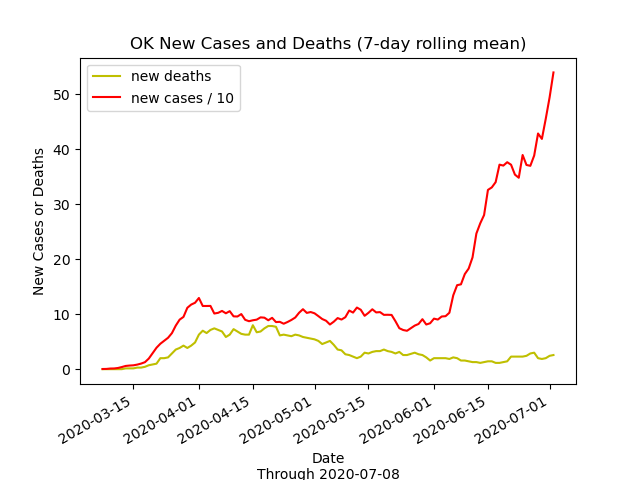 OK New Cases and Deaths (7-day rolling mean)
new deaths
new cases / 10
50
40
30
20
10
0
New Cases or Deaths
2020-03-15
2020-04-01
2020-04-15
2020-05-01
2020-05-15
2020-06-01
2020-06-15
2020-07-01
Date
Through 2020-07-08